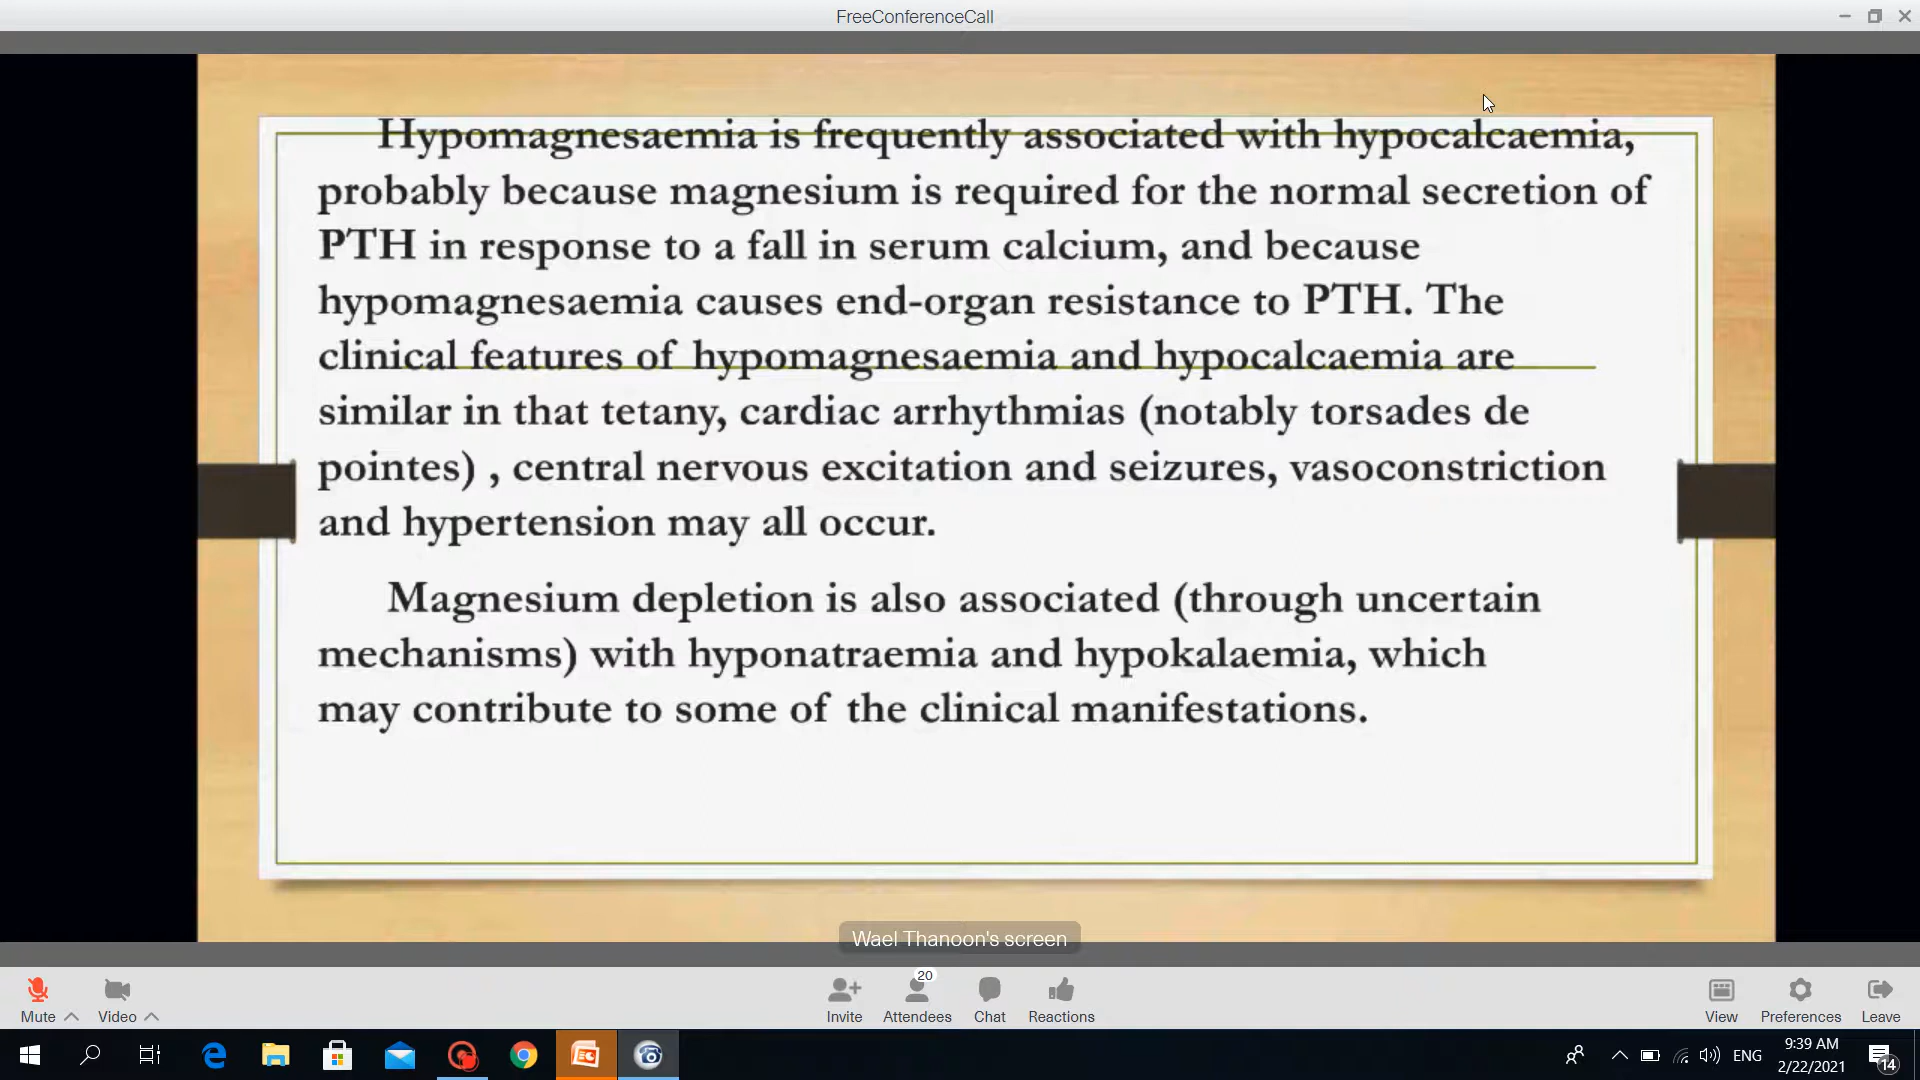 FreeConferenceCall
Hypomagnesaemia is frequently associated with hypocalcaemia,
probably because magnesium is required for the normal secretion of
PTH in response to a fall in serum calcium, and because
hypomagnesaemia causes end-organ resistance to PTH. The
clinical features of hypomagnesaemia and hypocalcaemia are
similar in that tetany, cardiac arrhythmias (notably torsades de
pointes) , central nervous excitation and seizures, vasoconstriction
and hypertension may all occur.
Magnesium depletion is also associated (through uncertain
mechanisms) with hyponatraemia and hypokalaemia, which
may contribute to some of the clinical manifestations.
Wael Thanoon's screen
20
Mute Video Invite Attendees Chat Reactions View Preferences Leave
ENG
9:39 AM
2/22/2021
14